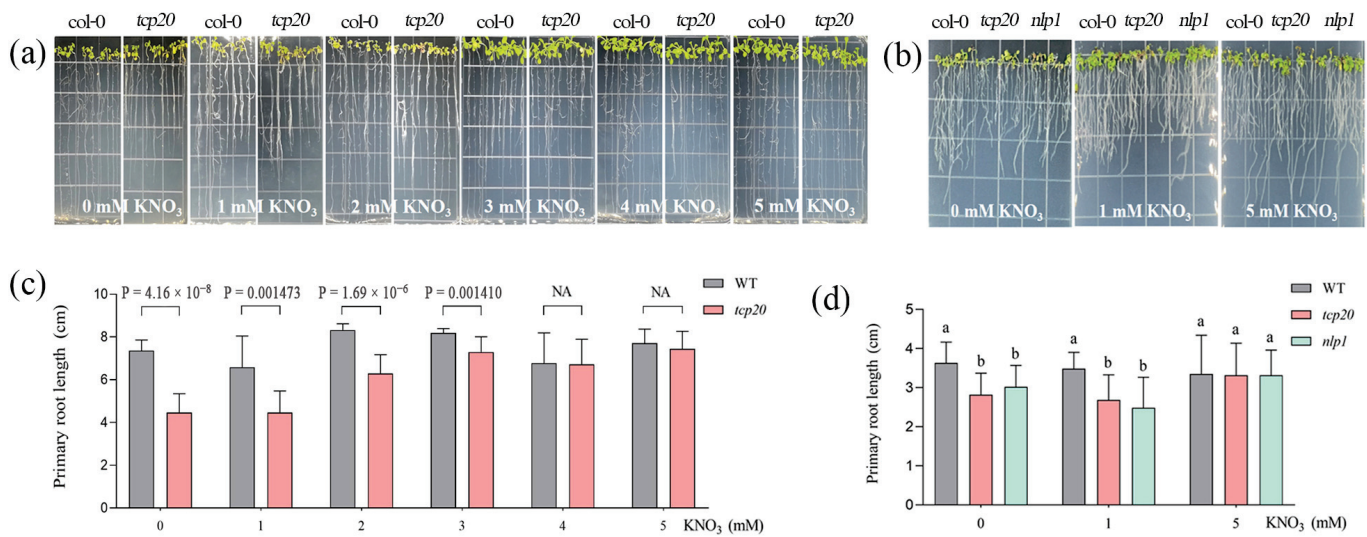 (a)
col-0 tcp20 col-0 tcp20 col-0 tcp20 col-0 tcp20 col-0 tcp20 col-0 tcp20
0 mM KNO₃ 1 mM KNO₃ 2 mM KNO₃ 3 mM KNO₃ 4 mM KNO₃ 5 mM KNO₃
(b)
col-0 tcp20 nlp1 col-0 tcp20 nlp1 col-0 tcp20 nlp1
0 mM KNO₃ 1 mM KNO₃ 5 mM KNO₃
(c)
P = 4.16 × 10⁻⁸ P = 0.001473 P = 1.69 × 10⁻⁶ P = 0.001410 NA NA
WT
tcp20
Primary root length (cm)
10
8
6
4
2
0
0 1 2 3 4 5 KNO₃ (mM)
(d)
WT
tcp20
nlp1
Primary root length (cm)
5
4
3
2
1
0
a b b a b b a a a
0 1 5 KNO₃ (mM)